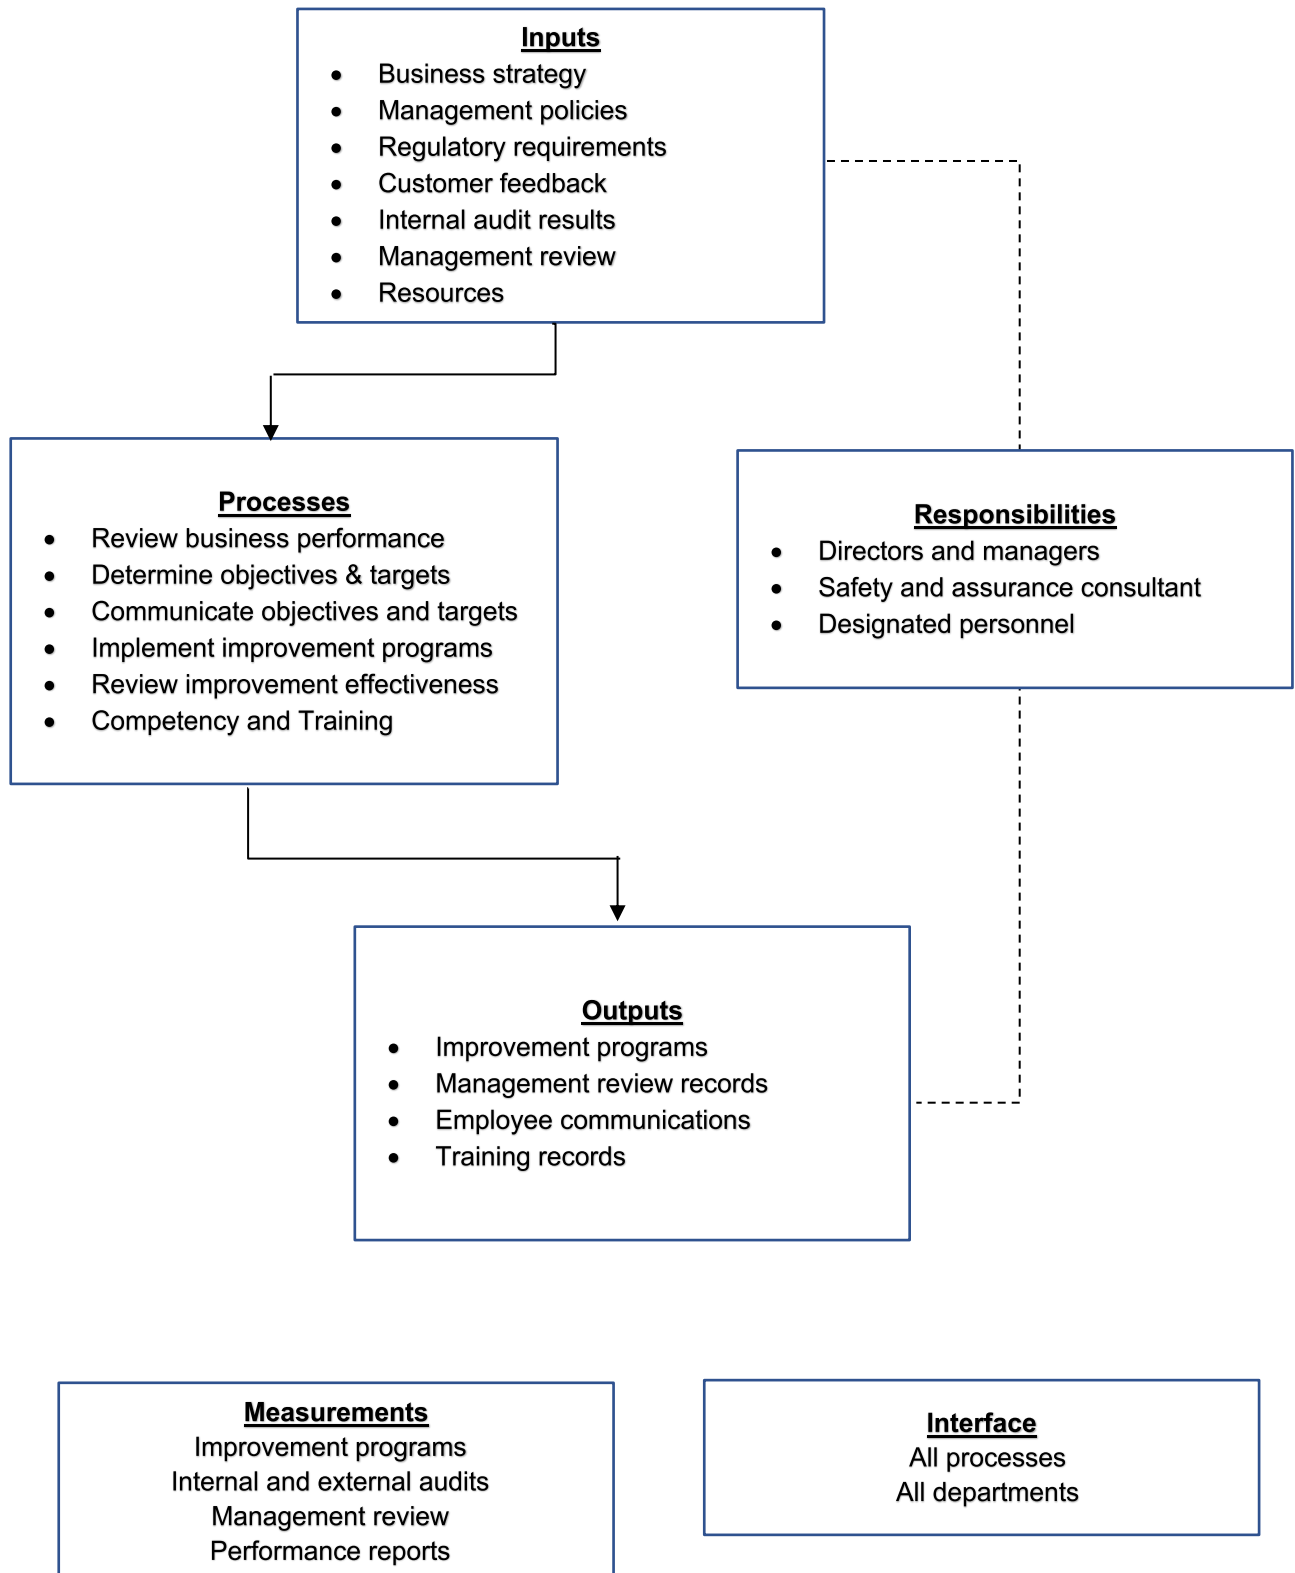 Inputs
• Business strategy
• Management policies
• Regulatory requirements
• Customer feedback
• Internal audit results
• Management review
• Resources
Processes
• Review business performance
• Determine objectives & targets
• Communicate objectives and targets
• Implement improvement programs
• Review improvement effectiveness
• Competency and Training
Responsibilities
• Directors and managers
• Safety and assurance consultant
• Designated personnel
Outputs
• Improvement programs
• Management review records
• Employee communications
• Training records
Measurements
Improvement programs
Internal and external audits
Management review
Performance reports
Interface
All processes
All departments